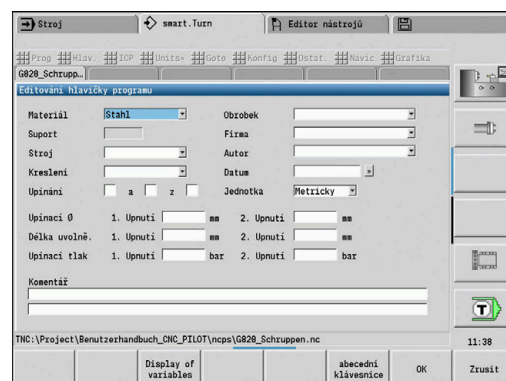 Stroj smart.Turn Editor nástrojů
Prog Hlav. ICP Units» Goto Konfig Ostat. Navic Grafika
G820_Schrupp…
Editování hlavičky programu
Materiál Stahl Obrobek
Suport Firma
Stroj Autor
Kreslení Datum
Upínání a z Jednotka Metricky
Upínací Ø 1. Upnutí mm 2. Upnutí mm
Délka uvolně. 1. Upnutí mm 2. Upnutí mm
Upínací tlak 1. Upnutí bar 2. Upnutí bar
Komentář
TNC:\Project\Benutzerhandbuch_CNC_PILOT\ncps\G820_Schruppen.nc
11:38
Display of variables
abecední klávesnice
OK
Zrusit
T